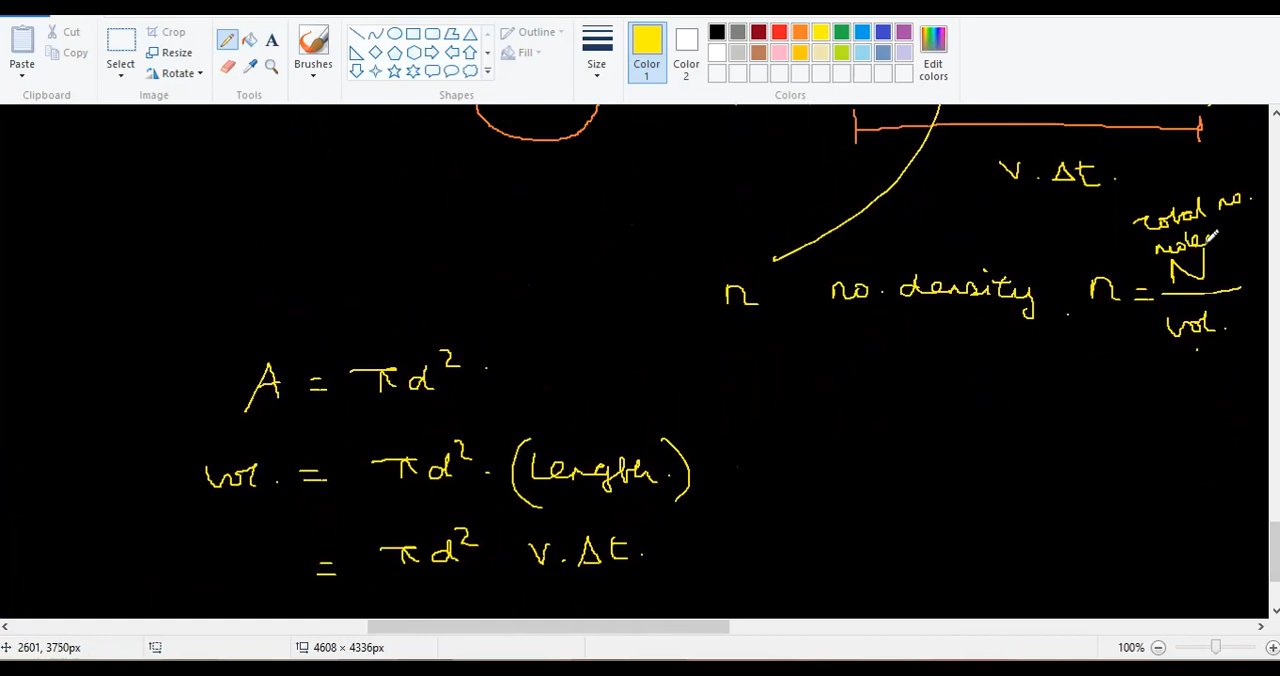 Cut
Copy
Paste
Clipboard
Select
Crop
Resize
Rotate
Image
Tools
Brushes
Shapes
Outline
Fill
Size
Color 1
Color 2
Edit colors
Colors
v. Δt.
total no.
mole
n no. density n = N / vol.
A = πd²
vol. = πd² . (Length.)
= πd² v. Δt.
2601, 3750px
4608 × 4336px
100%